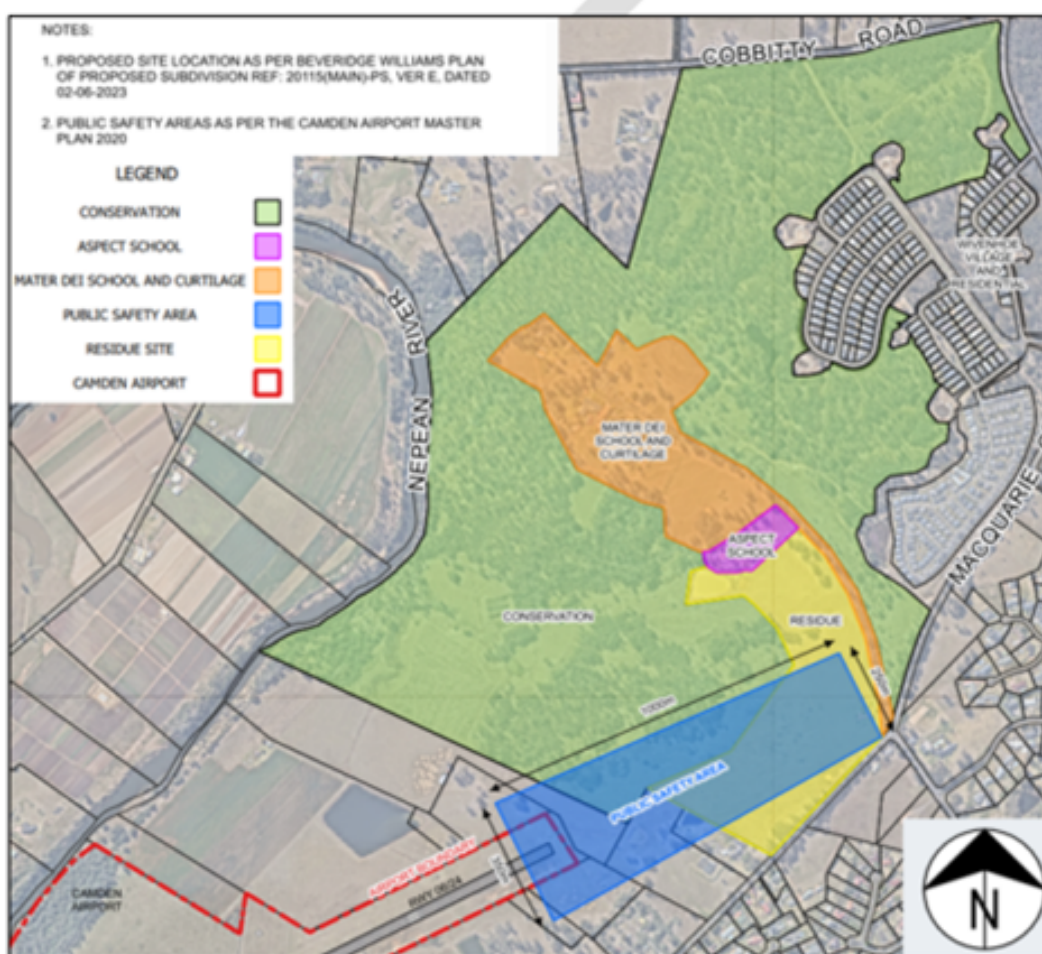 NOTES:
1. PROPOSED SITE LOCATION AS PER BEVERIDGE WILLIAMS PLAN
OF PROPOSED SUBDIVISION REF: 20115(MAIN)-PS, VER E, DATED
02-06-2023
2. PUBLIC SAFETY AREAS AS PER THE CAMDEN AIRPORT MASTER
PLAN 2020
LEGEND
CONSERVATION
ASPECT SCHOOL
MATER DEI SCHOOL AND CURTILAGE
PUBLIC SAFETY AREA
RESIDUE SITE
CAMDEN AIRPORT
COBBITTY ROAD
WIVENHOE
VILLAGE
AND
RESIDENTIAL
NEPEAN RIVER
MATER DEI
SCHOOL AND
CURTILAGE
MACQUARIE
ASPECT
SCHOOL
CONSERVATION
RESIDUE
250m
1000m
PUBLIC SAFETY AREA
AIRPORT BOUNDARY
RWY 06/24
CAMDEN
AIRPORT
N